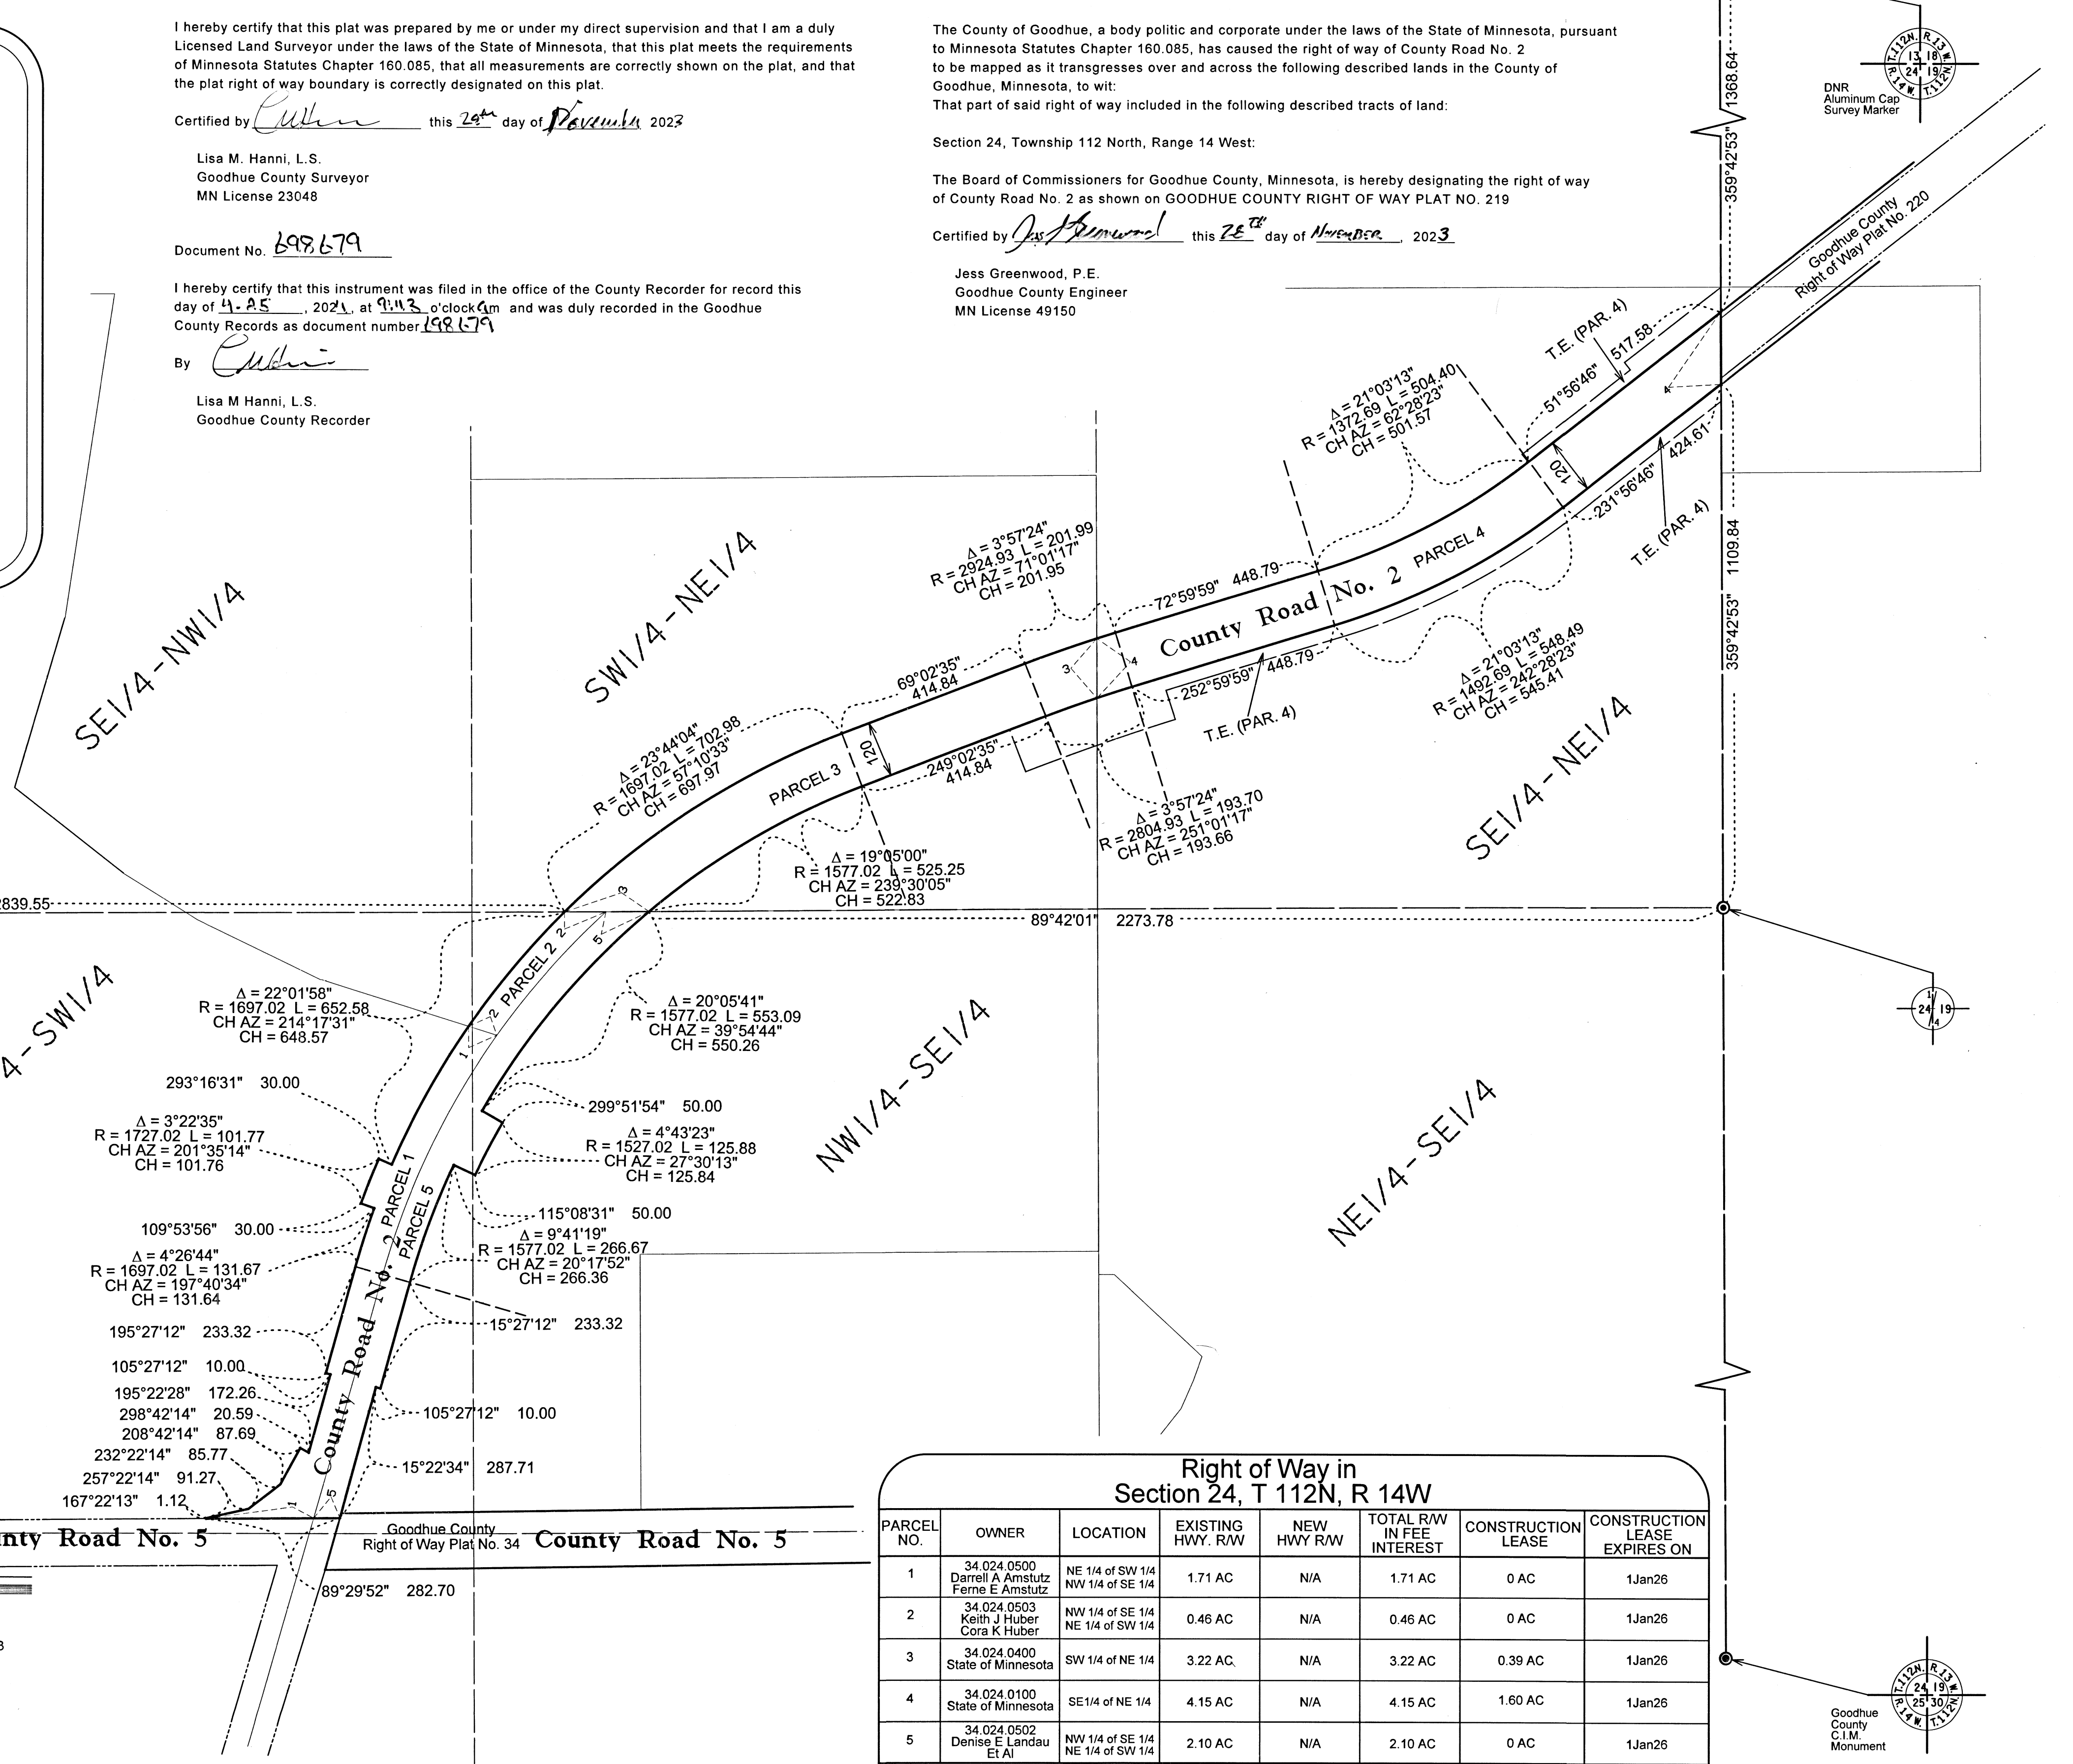 I hereby certify that this plat was prepared by me or under my direct supervision and that I am a duly
Licensed Land Surveyor under the laws of the State of Minnesota, that this plat meets the requirements
of Minnesota Statutes Chapter 160.085, that all measurements are correctly shown on the plat, and that
the plat right of way boundary is correctly designated on this plat.
Certified by this 29th day of November 2023
Lisa M. Hanni, L.S.
Goodhue County Surveyor
MN License 23048
Document No. 698679
I hereby certify that this instrument was filed in the office of the County Recorder for record this
day of 4-25, 202, at 9:43 o'clock am and was duly recorded in the Goodhue
County Records as document number 698679
By
Lisa M Hanni, L.S.
Goodhue County Recorder
The County of Goodhue, a body politic and corporate under the laws of the State of Minnesota, pursuant
to Minnesota Statutes Chapter 160.085, has caused the right of way of County Road No. 2
to be mapped as it transgresses over and across the following described lands in the County of
Goodhue, Minnesota, to wit:
That part of said right of way included in the following described tracts of land:
Section 24, Township 112 North, Range 14 West:
The Board of Commissioners for Goodhue County, Minnesota, is hereby designating the right of way
of County Road No. 2 as shown on GOODHUE COUNTY RIGHT OF WAY PLAT NO. 219
Certified by Jess Greenwood this 28TH day of NOVEMBER, 2023
Jess Greenwood, P.E.
Goodhue County Engineer
MN License 49150
359°42'53" 1368.64
T.112N. R.13W.
13 18
24 19
R.14W. T.112N.
DNR
Aluminum Cap
Survey Marker
Goodhue County
Right of Way Plat No. 220
T.E. (PAR. 4)
51°56'46" 517.58
4
Δ = 21°03'13"
R = 1372.69 L = 504.40
CH AZ = 62°28'23"
CH = 501.57
120
231°56'46" 424.61
T.E. (PAR. 4)
359°42'53" 1109.84
PARCEL 4
Δ = 3°57'24"
R = 2924.93 L = 201.99
CH AZ = 71°01'17"
CH = 201.95
72°59'59" 448.79
County Road No. 2
3
4
252°59'59" 448.79
T.E. (PAR. 4)
Δ = 21°03'13"
R = 1492.69 L = 548.49
CH AZ = 242°28'23"
CH = 545.41
SE1/4-NW1/4
SW1/4-NE1/4
SE1/4-NE1/4
69°02'35"
414.84
Δ = 23°44'04"
R = 1697.02 L = 702.98
CH AZ = 57°10'33"
CH = 697.97
PARCEL 3
120
249°02'35"
414.84
Δ = 3°57'24"
R = 2804.93 L = 193.70
CH AZ = 251°01'17"
CH = 193.66
Δ = 19°05'00"
R = 1577.02 L = 525.25
CH AZ = 239°30'05"
CH = 522.83
2839.55
89°42'01" 2273.78
3
2
5
PARCEL 2
1/4
24 19
4-SW1/4
NW1/4-SE1/4
NE1/4-SE1/4
Δ = 22°01'58"
R = 1697.02 L = 652.58
CH AZ = 214°17'31"
CH = 648.57
2
1
Δ = 20°05'41"
R = 1577.02 L = 553.09
CH AZ = 39°54'44"
CH = 550.26
293°16'31" 30.00
299°51'54" 50.00
Δ = 3°22'35"
R = 1727.02 L = 101.77
CH AZ = 201°35'14"
CH = 101.76
Δ = 4°43'23"
R = 1527.02 L = 125.88
CH AZ = 27°30'13"
CH = 125.84
PARCEL 1
PARCEL 5
109°53'56" 30.00
115°08'31" 50.00
Δ = 4°26'44"
R = 1697.02 L = 131.67
CH AZ = 197°40'34"
CH = 131.64
Δ = 9°41'19"
R = 1577.02 L = 266.67
CH AZ = 20°17'52"
CH = 266.36
195°27'12" 233.32
15°27'12" 233.32
105°27'12" 10.00
195°22'28" 172.26
298°42'14" 20.59
105°27'12" 10.00
208°42'14" 87.69
232°22'14" 85.77
15°22'34" 287.71
257°22'14" 91.27
167°22'13" 1.12
County Road No. 2
1
5
nty Road No. 5
Goodhue County
Right of Way Plat No. 34
County Road No. 5
89°29'52" 282.70
3
Right of Way in
Section 24, T 112N, R 14W
PARCEL NO. OWNER LOCATION EXISTING HWY. R/W NEW HWY R/W TOTAL R/W IN FEE INTEREST CONSTRUCTION LEASE CONSTRUCTION LEASE EXPIRES ON
1 34.024.0500 Darrell A Amstutz Ferne E Amstutz NE 1/4 of SW 1/4 NW 1/4 of SE 1/4 1.71 AC N/A 1.71 AC 0 AC 1Jan26
2 34.024.0503 Keith J Huber Cora K Huber NW 1/4 of SE 1/4 NE 1/4 of SW 1/4 0.46 AC N/A 0.46 AC 0 AC 1Jan26
3 34.024.0400 State of Minnesota SW 1/4 of NE 1/4 3.22 AC N/A 3.22 AC 0.39 AC 1Jan26
4 34.024.0100 State of Minnesota SE1/4 of NE 1/4 4.15 AC N/A 4.15 AC 1.60 AC 1Jan26
5 34.024.0502 Denise E Landau Et Al NW 1/4 of SE 1/4 NE 1/4 of SW 1/4 2.10 AC N/A 2.10 AC 0 AC 1Jan26
T.112N. R.13W.
24 19
25 30
R.14W. T.112N.
Goodhue
County
C.I.M.
Monument